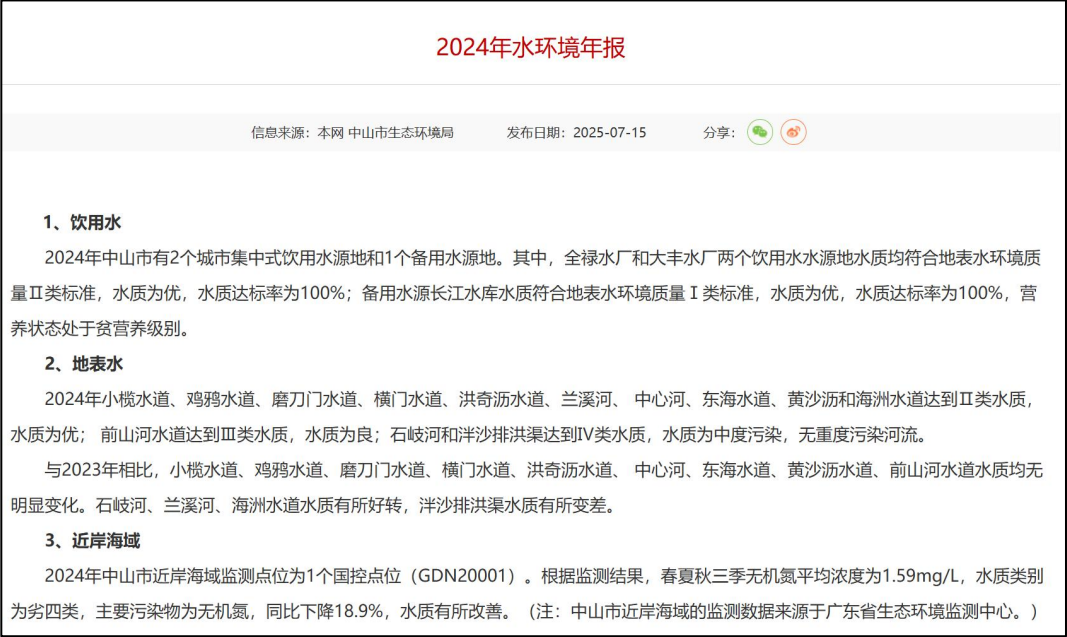 2024年水环境年报
信息来源：本网 中山市生态环境局 发布日期：2025-07-15 分享：
1、饮用水
2024年中山市有2个城市集中式饮用水源地和1个备用水源地。其中，全禄水厂和大丰水厂两个饮用水水源地水质均符合地表水环境质
量Ⅱ类标准，水质为优，水质达标率为100%；备用水源长江水库水质符合地表水环境质量Ⅰ类标准，水质为优，水质达标率为100%，营
养状态处于贫营养级别。
2、地表水
2024年小榄水道、鸡鸦水道、磨刀门水道、横门水道、洪奇沥水道、兰溪河、 中心河、东海水道、黄沙沥和海洲水道达到Ⅱ类水质，
水质为优； 前山河水道达到Ⅲ类水质，水质为良；石岐河和泮沙排洪渠达到Ⅳ类水质，水质为中度污染，无重度污染河流。
与2023年相比，小榄水道、鸡鸦水道、磨刀门水道、横门水道、洪奇沥水道、 中心河、东海水道、黄沙沥水道、前山河水道水质均无
明显变化。石岐河、兰溪河、海洲水道水质有所好转，泮沙排洪渠水质有所变差。
3、近岸海域
2024年中山市近岸海域监测点位为1个国控点位（GDN20001）。根据监测结果，春夏秋三季无机氮平均浓度为1.59mg/L，水质类别
为劣四类，主要污染物为无机氮，同比下降18.9%，水质有所改善。（注：中山市近岸海域的监测数据来源于广东省生态环境监测中心。）